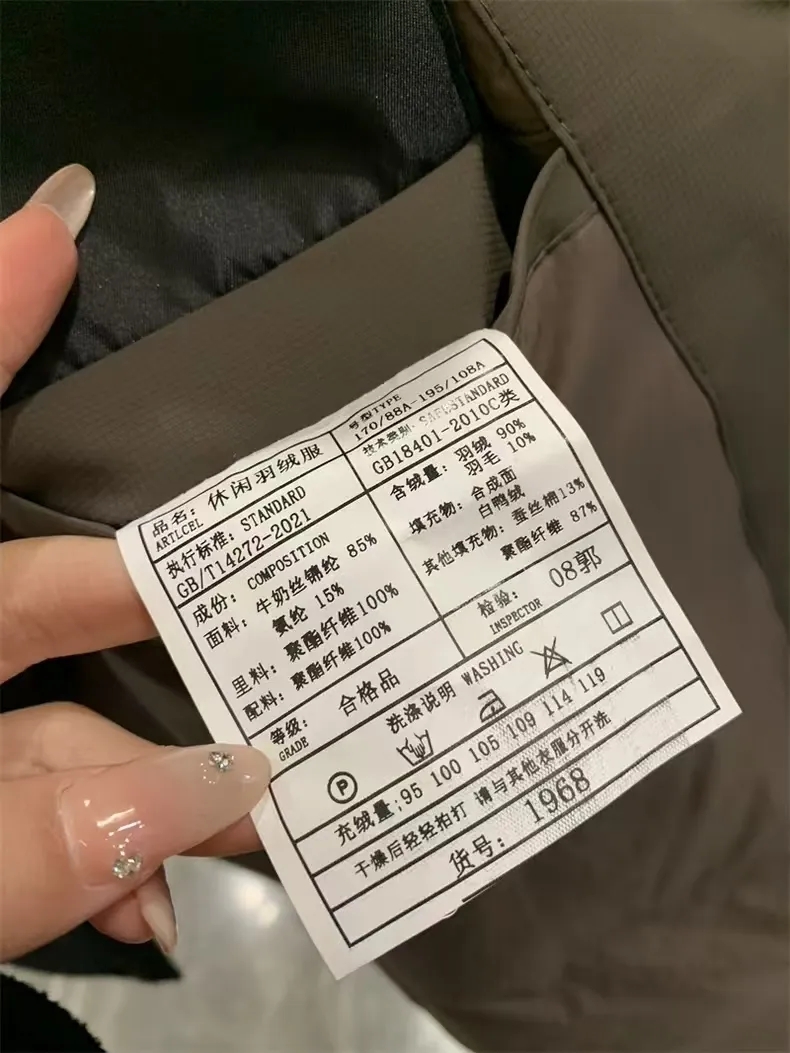 品名: 休闲羽绒服
ARTLCEL
号型TYPE
170/88A-195/108A
执行标准: STANDARD
GB/T14272-2021
技术类别: SAFLSTANDARD
GB18401-2010C类
成份: COMPOSITION
面料: 牛奶丝锦纶 85%
氨纶 15%
里料: 聚酯纤维100%
配料: 聚酯纤维100%
含绒量: 羽绒 90%
羽毛 10%
填充物: 合成面
白鸭绒
其他填充物: 蚕丝棉13%
聚酯纤维 87%
等级: 合格品
GRADE
检验: 08郭
INSPECTOR
洗涤说明 WASHING
P
充绒量;95 100 105 109 114 119
干燥后轻轻拍打 请与其他衣服分开洗
货号: 1968